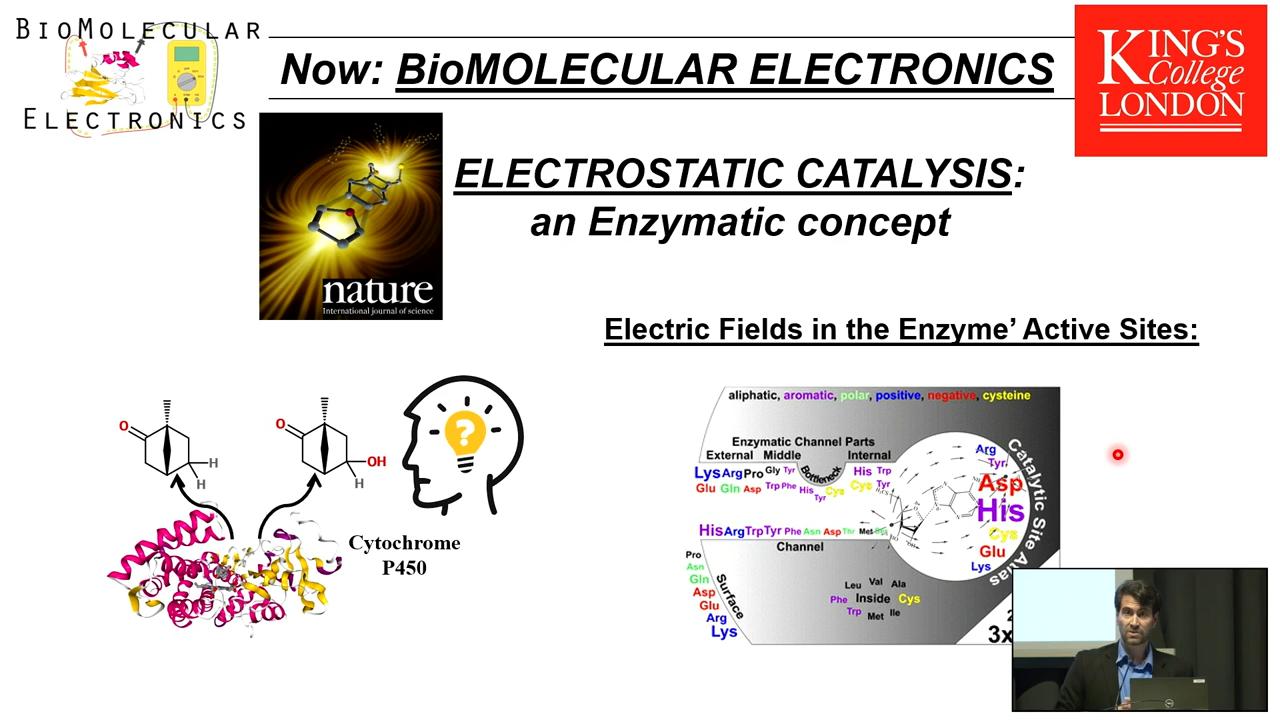 BIOMOLECULAR
ELECTRONICS
Now: BioMOLECULAR ELECTRONICS
KING'S
College
LONDON
nature
International journal of science
ELECTROSTATIC CATALYSIS:
an Enzymatic concept
Electric Fields in the Enzyme’ Active Sites:
O
H
H
O
OH
H
?
Cytochrome
P450
aliphatic, aromatic, polar, positive, negative, cysteine
Enzymatic Channel Parts
External Middle Internal
Bottleneck
Lys Arg Pro Gly Tyr His Trp
Glu Gln Asp Trp Phe His Tyr Cys Cys Tyr
His Arg Trp Tyr Phe Asn Asp Thr Met
Channel
Arg
Tyr
Asp
His
Cys
Glu
Lys
Catalytic Site Atlas
Pro
Asn
Gln
Asp
Glu
Arg
Lys
Surface
Leu Val Ala
Phe Inside Cys
Trp Met Ile
3x